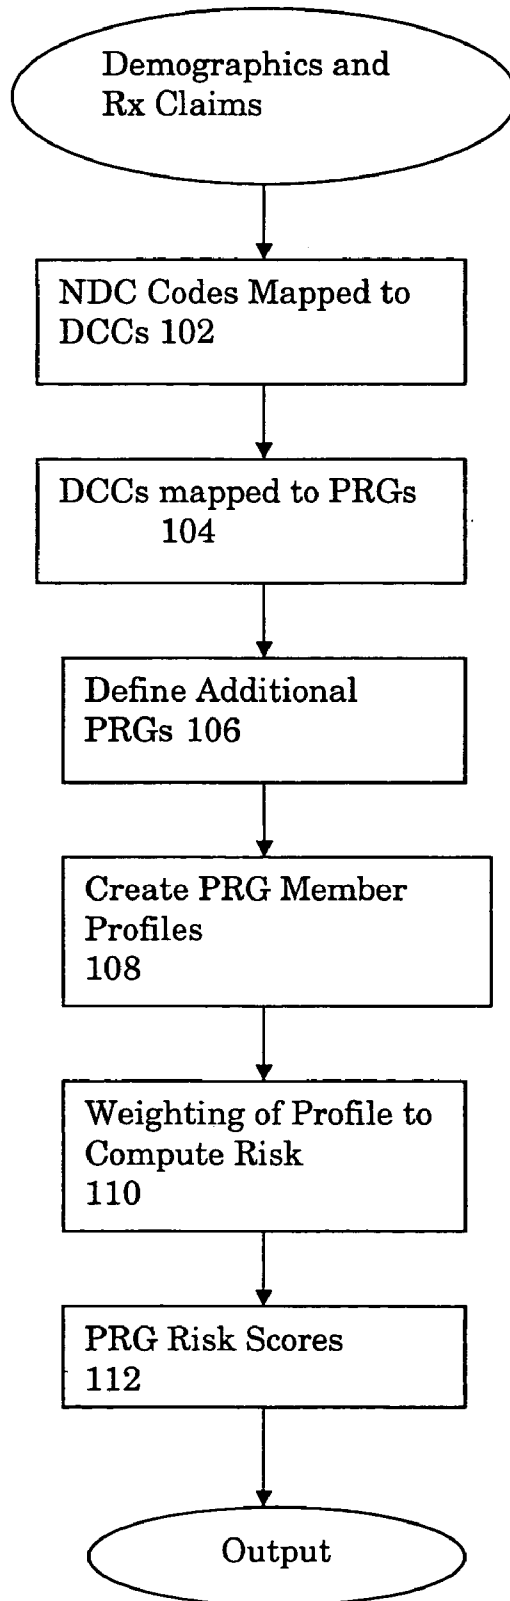 Demographics and
Rx Claims
NDC Codes Mapped to
DCCs 102
DCCs mapped to PRGs
104
Define Additional
PRGs 106
Create PRG Member
Profiles
108
Weighting of Profile to
Compute Risk
110
PRG Risk Scores
112
Output